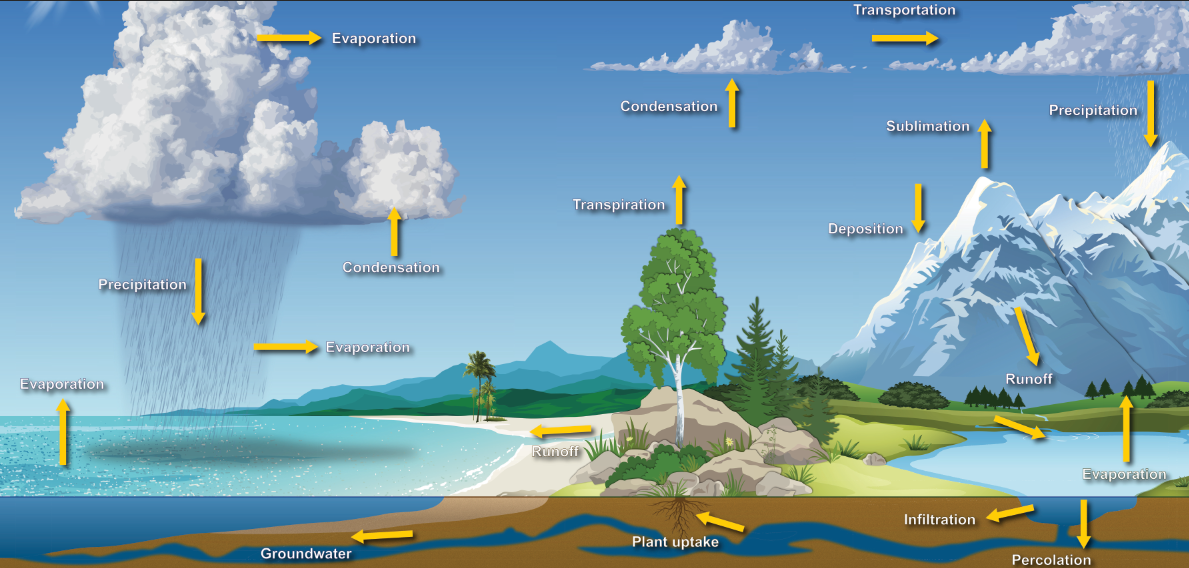 Transportation
Evaporation
Condensation
Precipitation
Sublimation
Transpiration
Deposition
Condensation
Precipitation
Evaporation
Runoff
Evaporation
Runoff
Evaporation
Infiltration
Plant uptake
Groundwater
Percolation